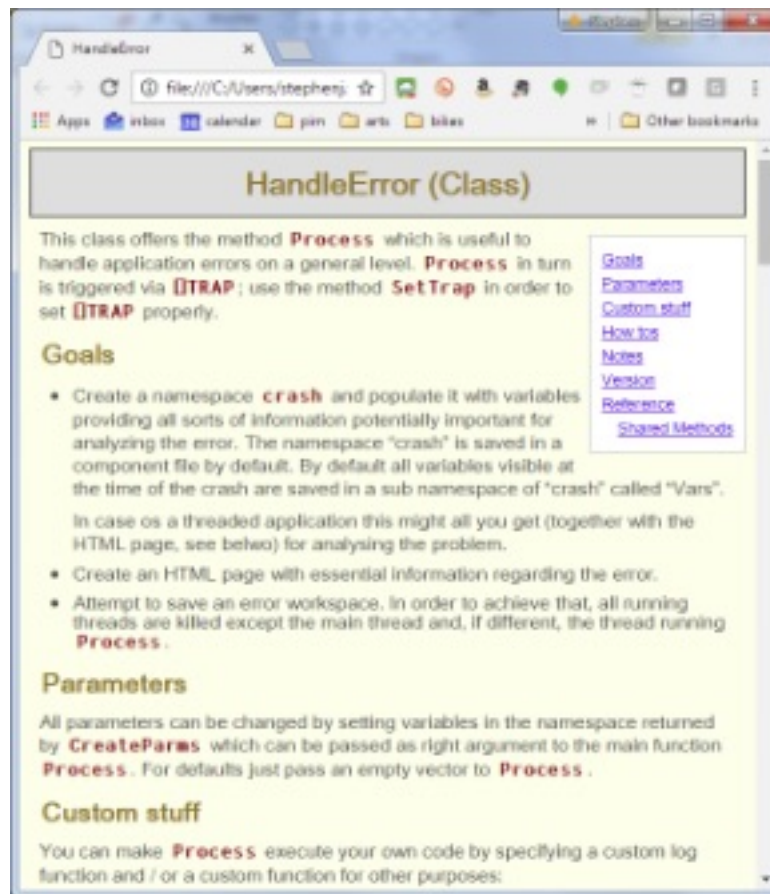 HandleError
file:///C:/Users/stephenj
Apps inbox calendar pim arts bikes Other bookmarks
HandleError (Class)
This class offers the method Process which is useful to
handle application errors on a general level. Process in turn
is triggered via ⎕TRAP; use the method SetTrap in order to
set ⎕TRAP properly.
Goals
Parameters
Custom stuff
How tos
Notes
Version
Reference
Shared Methods
Goals
• Create a namespace crash and populate it with variables
providing all sorts of information potentially important for
analyzing the error. The namespace “crash” is saved in a
component file by default. By default all variables visible at
the time of the crash are saved in a sub namespace of “crash” called “Vars”.
In case os a threaded application this might all you get (together with the
HTML page, see belwo) for analysing the problem.
• Create an HTML page with essential information regarding the error.
• Attempt to save an error workspace. In order to achieve that, all running
threads are killed except the main thread and, if different, the thread running
Process.
Parameters
All parameters can be changed by setting variables in the namespace returned
by CreateParms which can be passed as right argument to the main function
Process. For defaults just pass an empty vector to Process.
Custom stuff
You can make Process execute your own code by specifying a custom log
function and / or a custom function for other purposes: